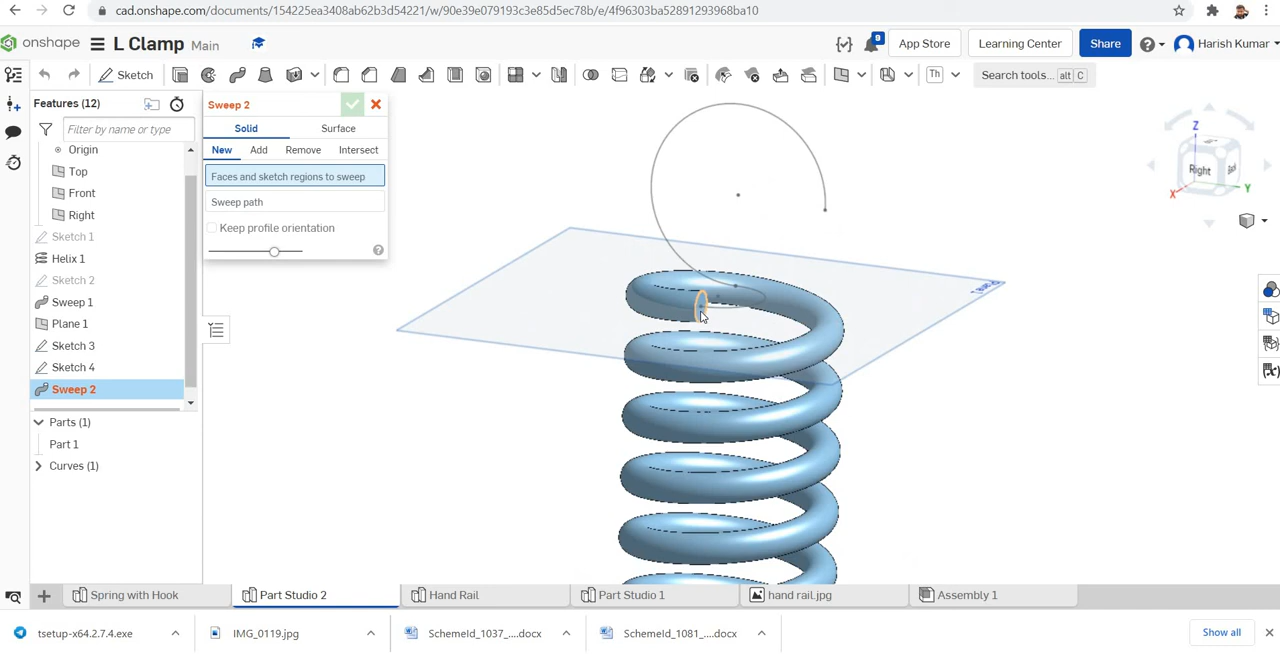 cad.onshape.com/documents/154225ea3408ab62b3d54221/w/90e39e079193c3e85d5ec78b/e/4f96303ba52891293968ba10
onshape L Clamp Main 9 App Store Learning Center Share Harish Kumar
Sketch Th Search tools... alt C
Features (12)
Filter by name or type
Origin
Top
Front
Right
Sketch 1
Helix 1
Sketch 2
Sweep 1
Plane 1
Sketch 3
Sketch 4
Sweep 2
Parts (1)
Part 1
Curves (1)
Sweep 2
Solid Surface
New Add Remove Intersect
Faces and sketch regions to sweep
Sweep path
Keep profile orientation
Z
Right
Back
X
Y
Spring with Hook Part Studio 2 Hand Rail Part Studio 1 hand rail.jpg Assembly 1
tsetup-x64.2.7.4.exe IMG_0119.jpg SchemeId_1037_....docx SchemeId_1081_....docx Show all